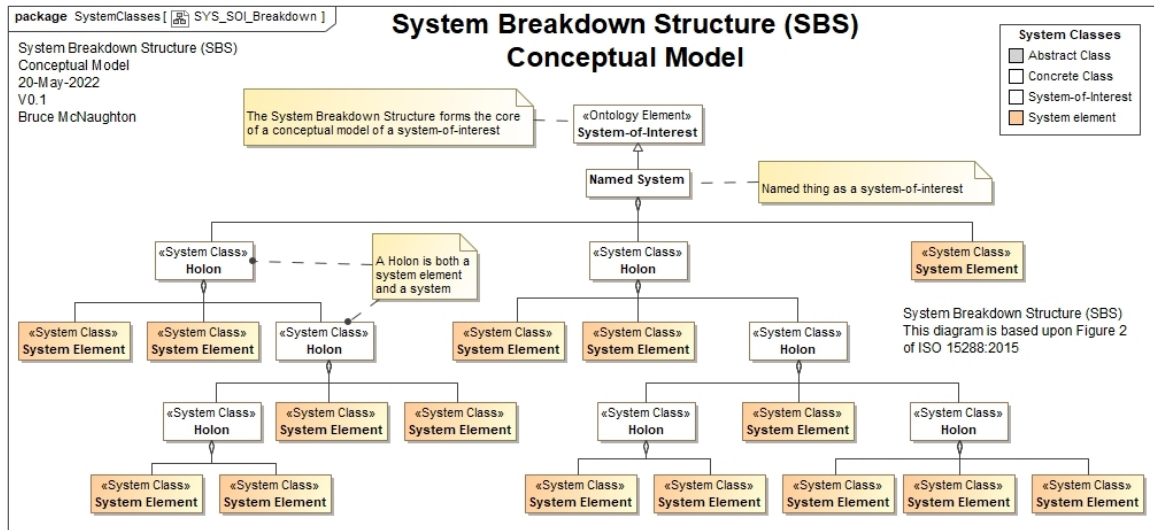 package SystemClasses [ SYS_SOI_Breakdown ]
System Breakdown Structure (SBS)
Conceptual Model
System Breakdown Structure (SBS)
Conceptual Model
20-May-2022
V0.1
Bruce McNaughton
System Classes
Abstract Class
Concrete Class
System-of-Interest
System element
The System Breakdown Structure forms the core
of a conceptual model of a system-of-interest
«Ontology Element»
System-of-Interest
Named System
Named thing as a system-of-interest
«System Class»
Holon
A Holon is both a
system element
and a system
«System Class»
Holon
«System Class»
System Element
«System Class»
System Element
«System Class»
System Element
«System Class»
Holon
«System Class»
System Element
«System Class»
System Element
«System Class»
Holon
System Breakdown Structure (SBS)
This diagram is based upon Figure 2
of ISO 15288:2015
«System Class»
Holon
«System Class»
System Element
«System Class»
System Element
«System Class»
Holon
«System Class»
System Element
«System Class»
Holon
«System Class»
System Element
«System Class»
System Element
«System Class»
System Element
«System Class»
System Element
«System Class»
System Element
«System Class»
System Element
«System Class»
System Element